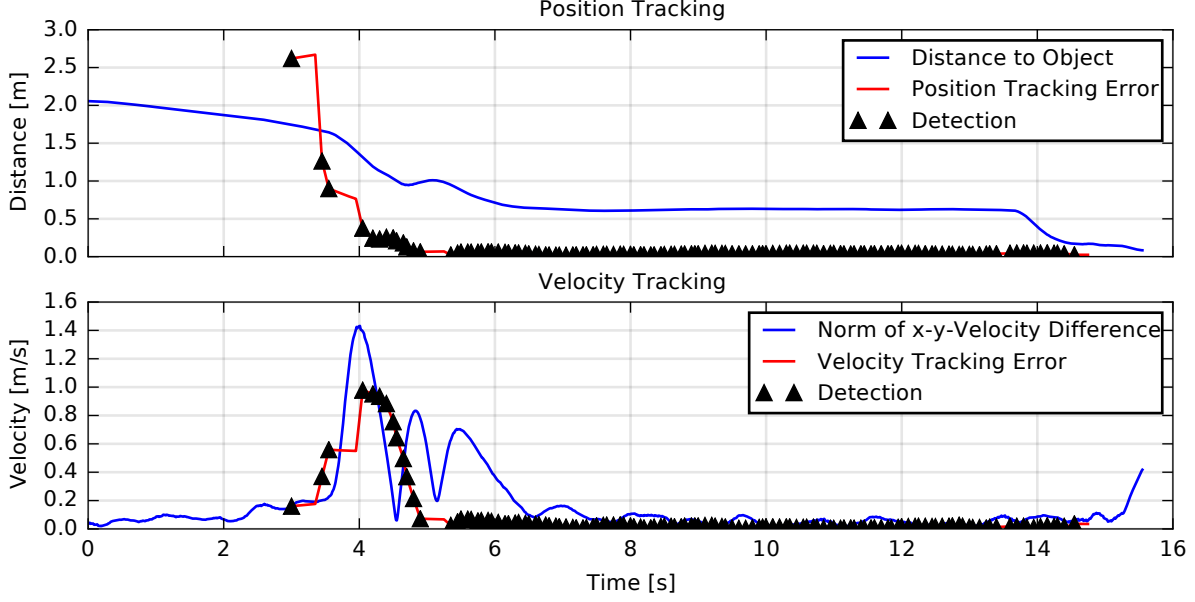 Position Tracking
3.0
2.5
2.0
1.5
1.0
0.5
0.0
Distance [m]
Distance to Object
Position Tracking Error
Detection
Velocity Tracking
1.6
1.4
1.2
1.0
0.8
0.6
0.4
0.2
0.0
Velocity [m/s]
Norm of x-y-Velocity Difference
Velocity Tracking Error
Detection
0 2 4 6 8 10 12 14 16
Time [s]